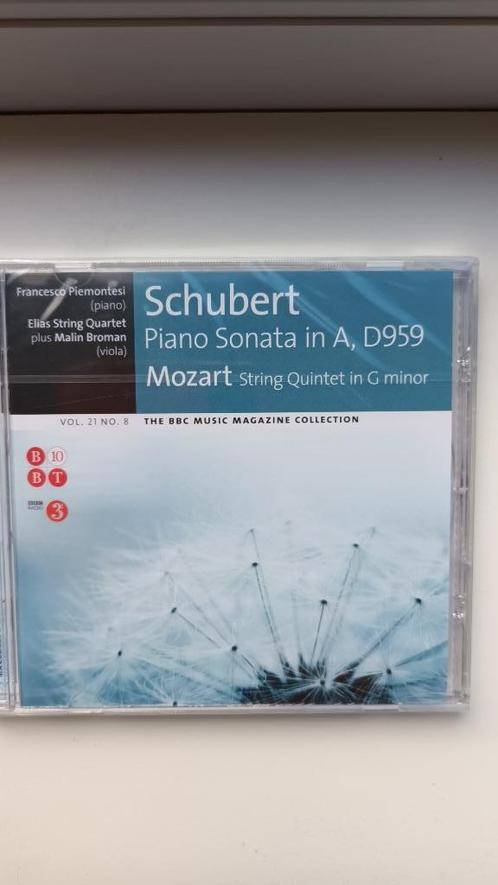 Francesco Piemontesi
(piano)
Elias String Quartet
plus Malin Broman
(viola)
Schubert
Piano Sonata in A, D959
Mozart String Quintet in G minor
VOL. 21 NO. 8 THE BBC MUSIC MAGAZINE COLLECTION
B 10
B T
BBC
RADIO 3